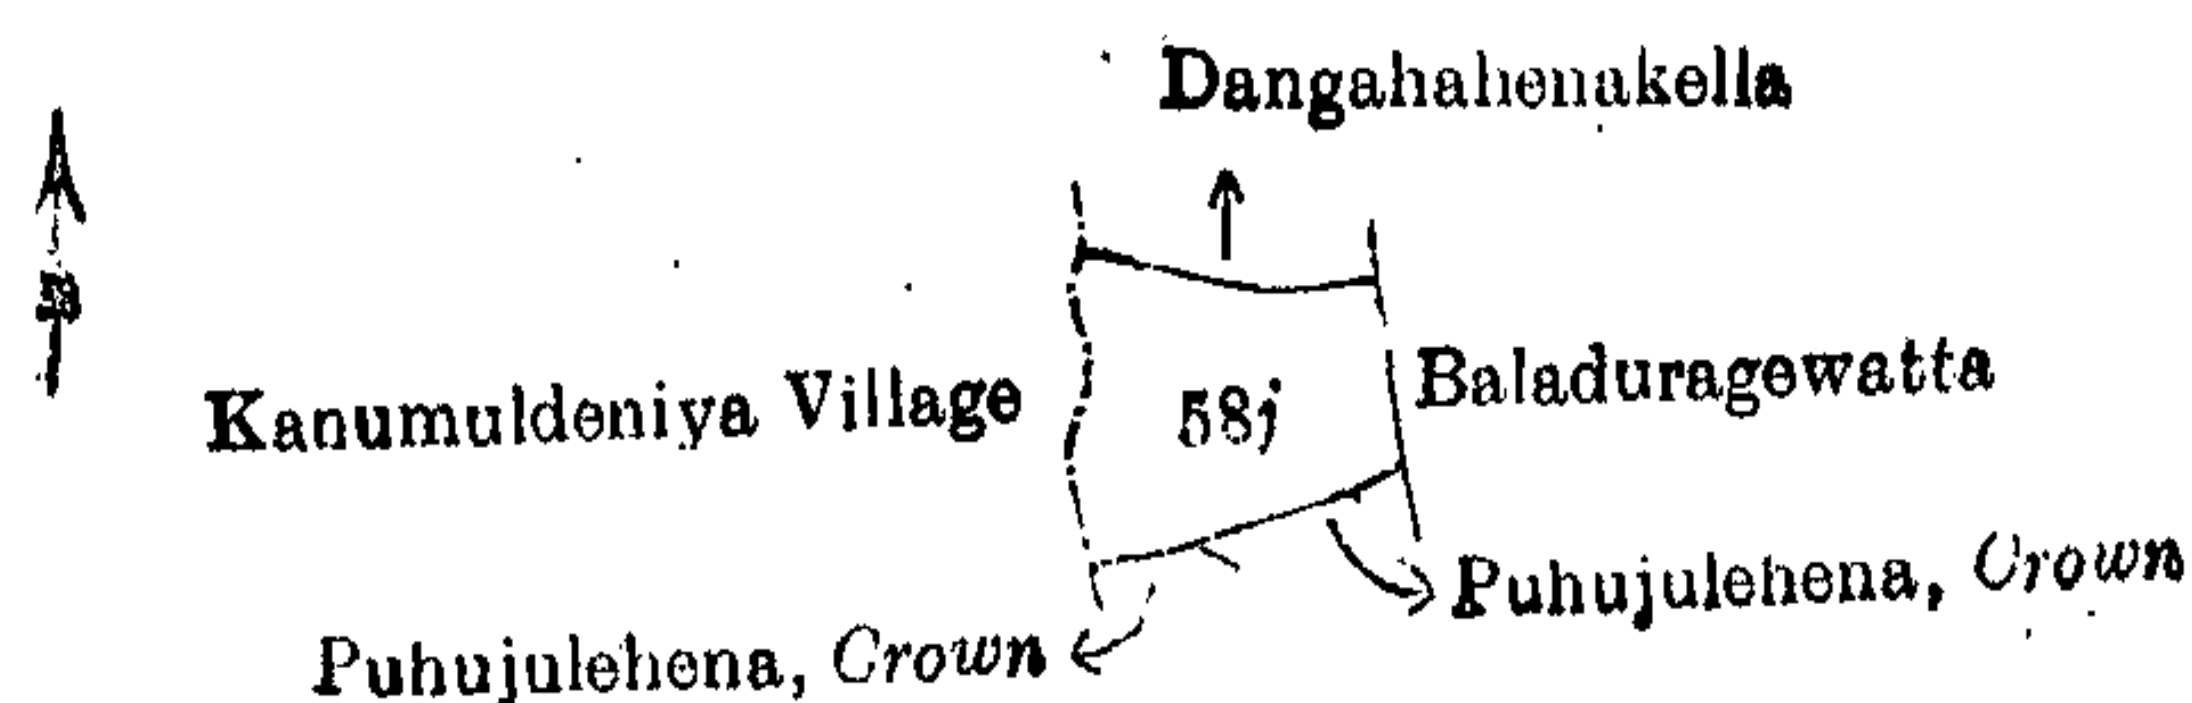 Dangahahenakella
N
Kanumuldeniya Village
58j
Baladuragewatta
Puhujulehena, Crown
Puhujulehena, Crown